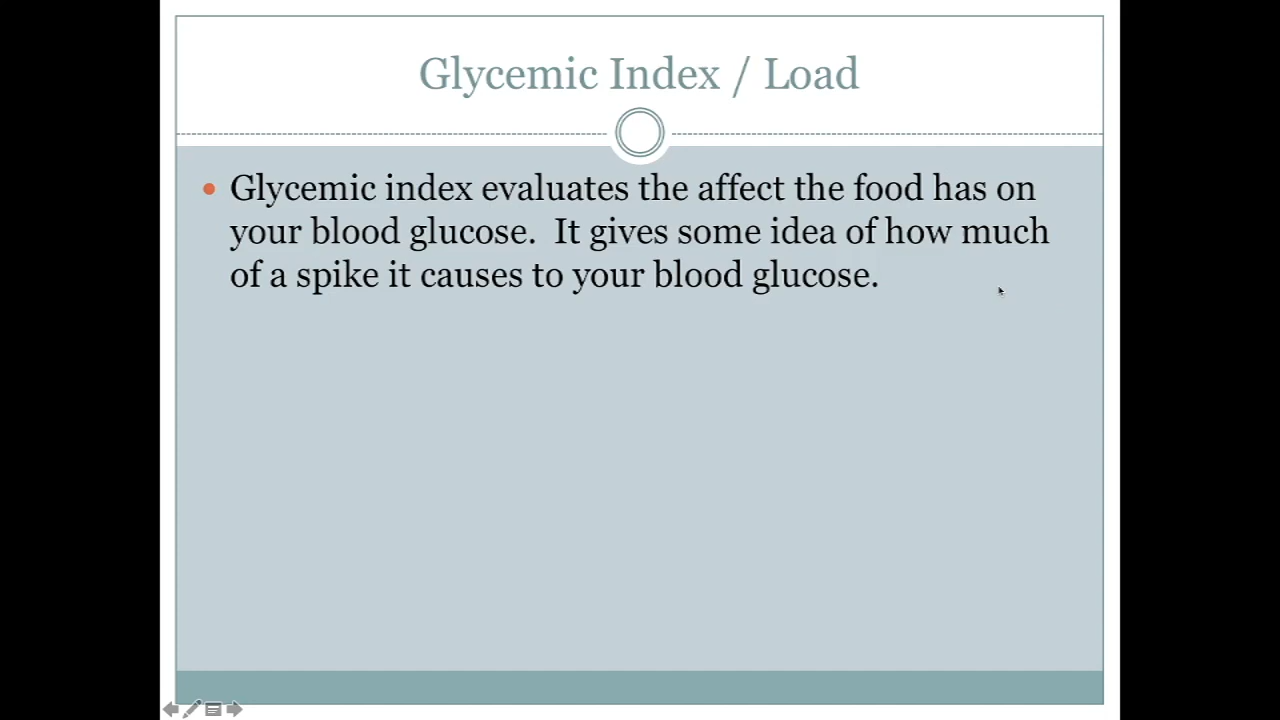 Glycemic Index / Load
Glycemic index evaluates the affect the food has on
your blood glucose.  It gives some idea of how much
of a spike it causes to your blood glucose.